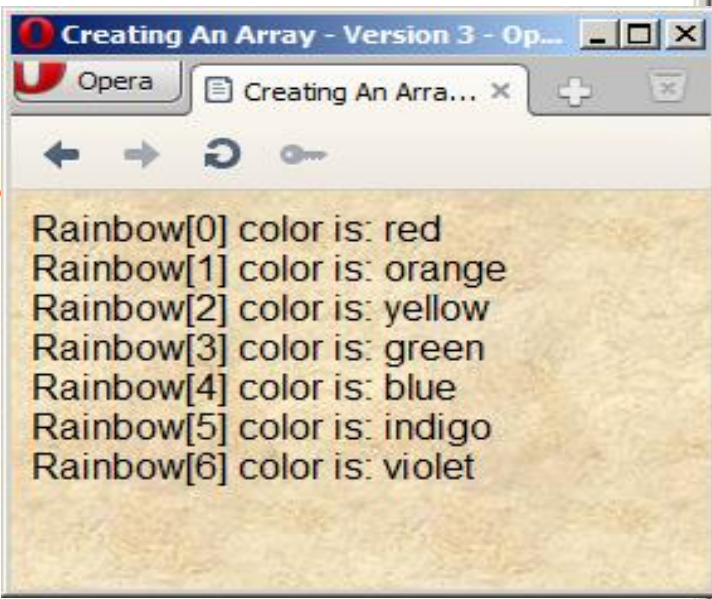 Creating An Array - Version 3 - Op...
Opera
Creating An Arra...
Rainbow[0] color is: red
Rainbow[1] color is: orange
Rainbow[2] color is: yellow
Rainbow[3] color is: green
Rainbow[4] color is: blue
Rainbow[5] color is: indigo
Rainbow[6] color is: violet